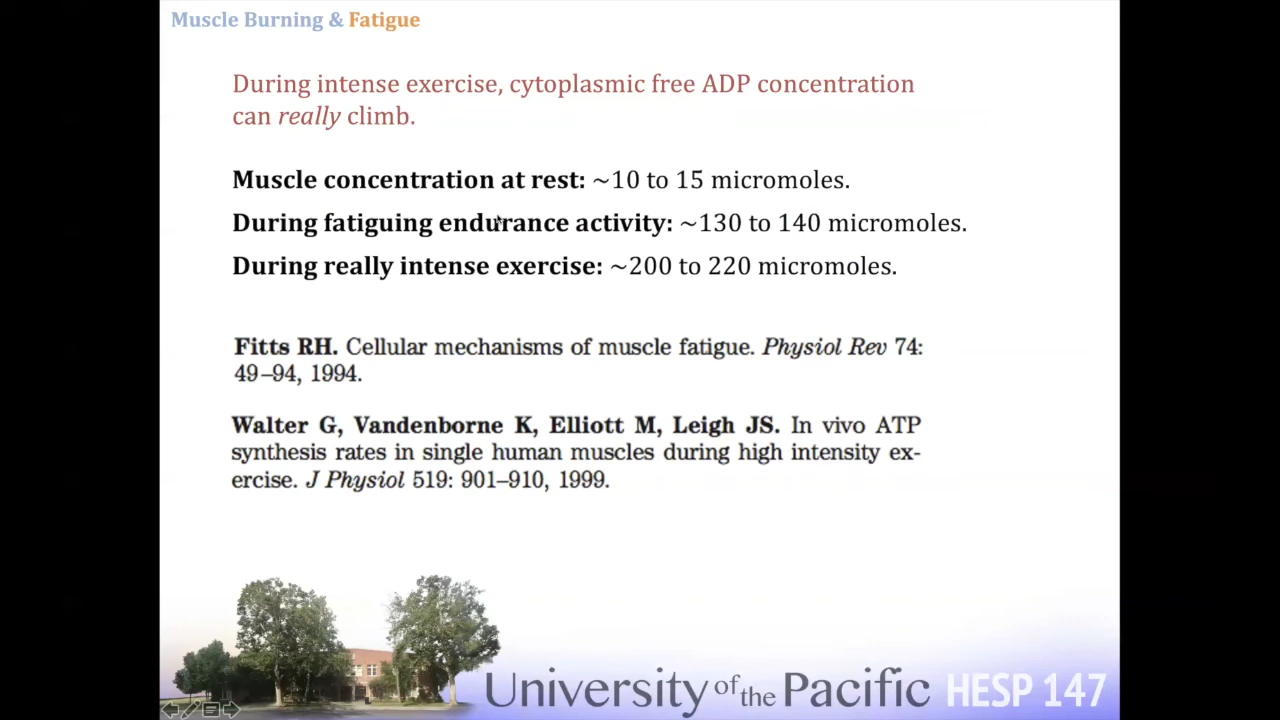 Muscle Burning & Fatigue
During intense exercise, cytoplasmic free ADP concentration
can really climb.
Muscle concentration at rest: ~10 to 15 micromoles.
During fatiguing endurance activity: ~130 to 140 micromoles.
During really intense exercise: ~200 to 220 micromoles.
Fitts RH. Cellular mechanisms of muscle fatigue. Physiol Rev 74:
49–94, 1994.
Walter G, Vandenborne K, Elliott M, Leigh JS. In vivo ATP
synthesis rates in single human muscles during high intensity ex-
ercise. J Physiol 519: 901–910, 1999.
University of the Pacific HESP 147